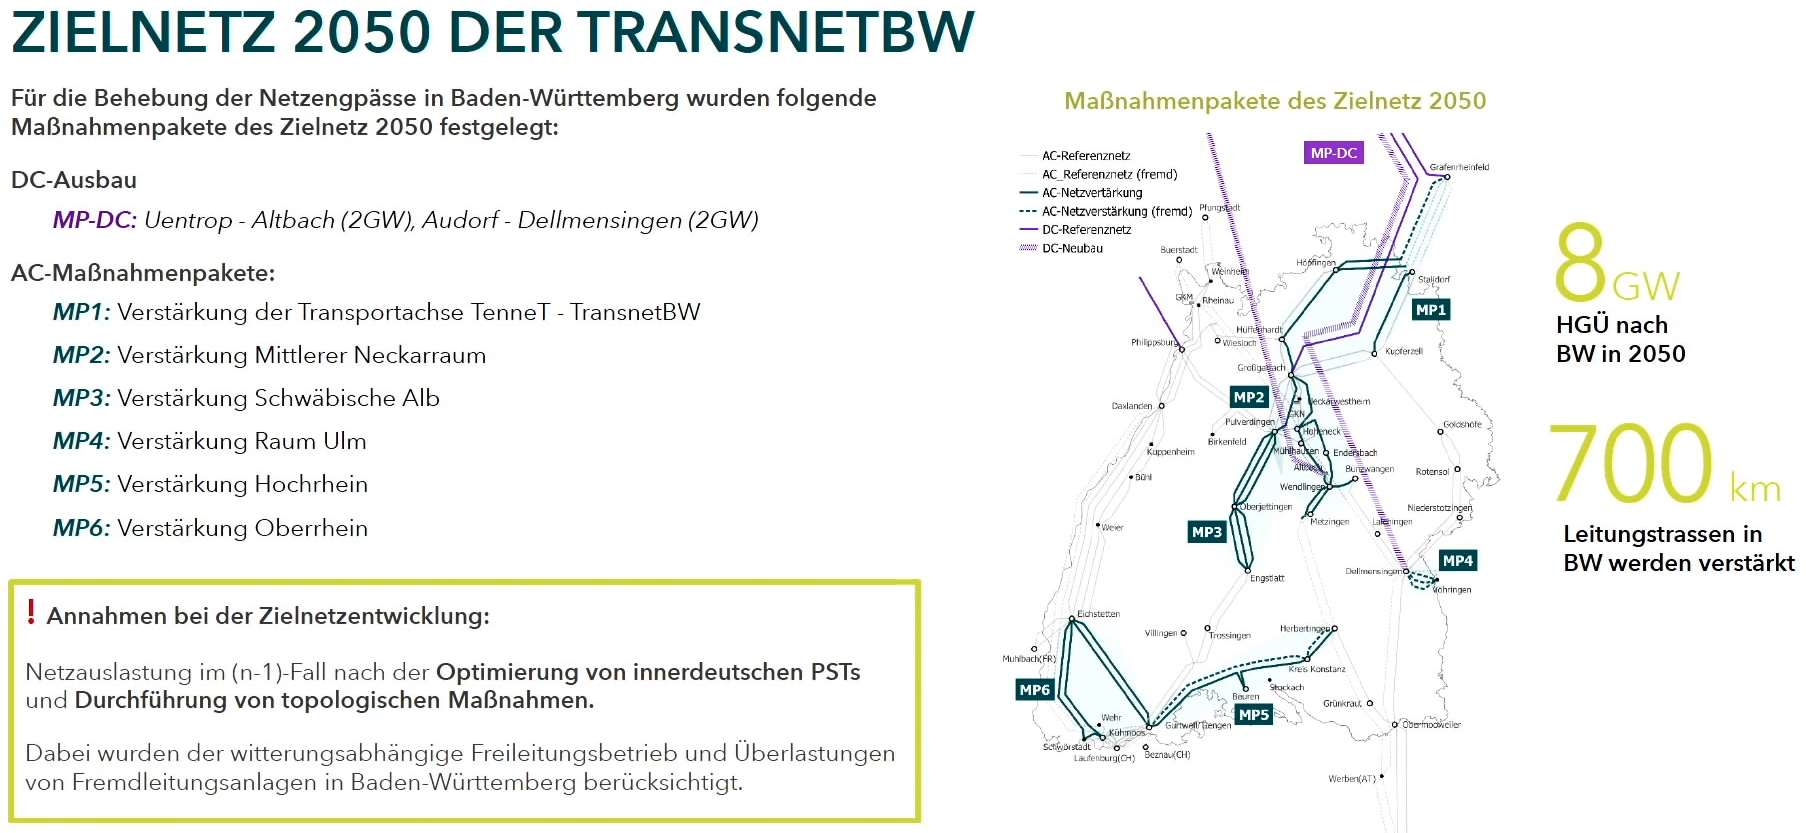 ZIELNETZ 2050 DER TRANSNETBW
Für die Behebung der Netzengpässe in Baden-Württemberg wurden folgende
Maßnahmenpakete des Zielnetz 2050 festgelegt:
DC-Ausbau
MP-DC: Uentrop - Altbach (2GW), Audorf - Dellmensingen (2GW)
AC-Maßnahmenpakete:
MP1: Verstärkung der Transportachse TenneT - TransnetBW
MP2: Verstärkung Mittlerer Neckarraum
MP3: Verstärkung Schwäbische Alb
MP4: Verstärkung Raum Ulm
MP5: Verstärkung Hochrhein
MP6: Verstärkung Oberrhein
! Annahmen bei der Zielnetzentwicklung:
Netzauslastung im (n-1)-Fall nach der Optimierung von innerdeutschen PSTs
und Durchführung von topologischen Maßnahmen.
Dabei wurden der witterungsabhängige Freileitungsbetrieb und Überlastungen
von Fremdleitungsanlagen in Baden-Württemberg berücksichtigt.
Maßnahmenpakete des Zielnetz 2050
AC-Referenznetz
AC_Referenznetz (fremd)
AC-Netzvertärkung
AC-Netzverstärkung (fremd)
DC-Referenznetz
DC-Neubau
MP-DC
Grafenrheinfeld
Pfungstadt
Buerstadt
Weinheim
Höpfingen
Stalldorf
GKM
Rheinau
MP1
Hüffenhardt
Philippsburg
Wiesloch
Kupferzell
Großgartach
MP2
Neckarwestheim
GKN
Daxlanden
Pulverdingen
Hoheneck
Goldshöfe
Birkenfeld
Kuppenheim
Mühlhausen
Endersbach
Altbach
Bünzwangen
Rotensol
Bühl
Wendlingen
Oberjettingen
Niederstotzingen
Weier
Metzingen
Laichingen
MP3
MP4
Dellmensingen
Engstlatt
Vöhringen
Eichstetten
Villingen
Trossingen
Herbertingen
Muhlbach(FR)
Kreis Konstanz
MP6
Stockach
Beuren
Grünkraut
MP5
Wehr
Gurtweil/Tiengen
Obermooweiler
Kühmoos
Schwörstadt
Beznau(CH)
Laufenburg(CH)
Werben(AT)
8 GW
HGÜ nach
BW in 2050
700 km
Leitungstrassen in
BW werden verstärkt